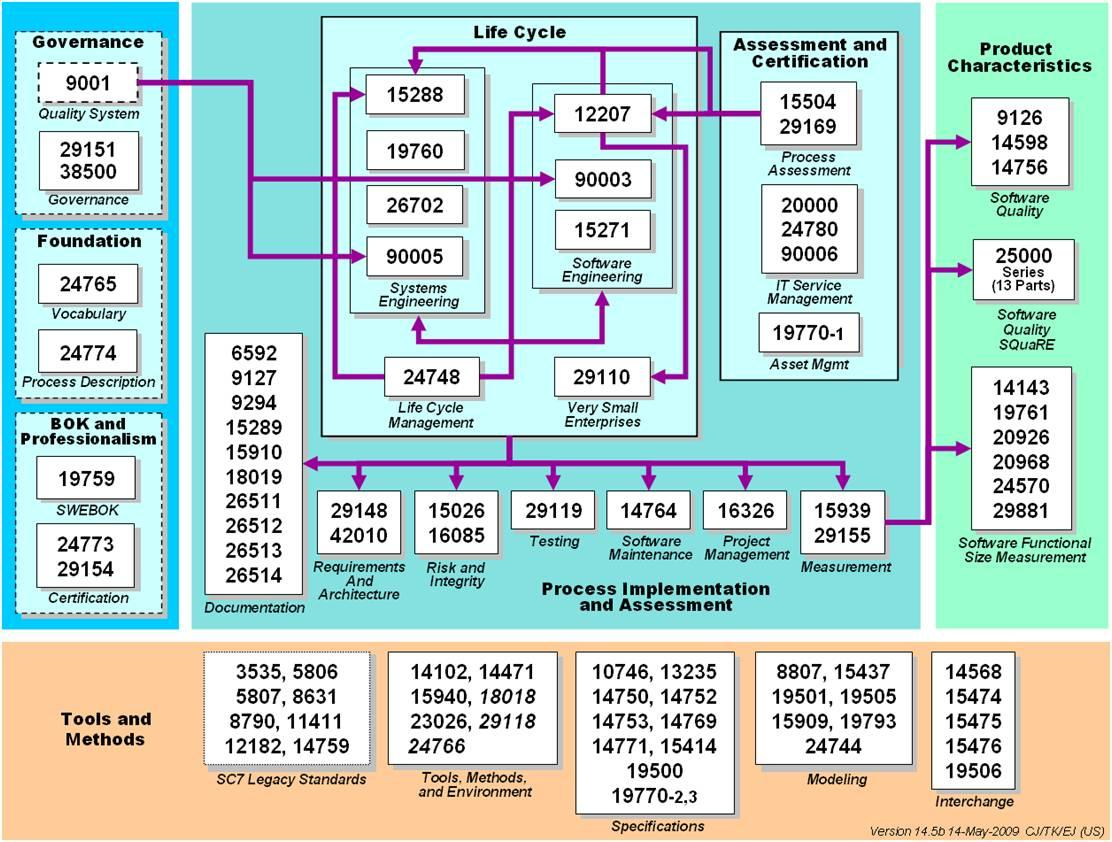 Governance
9001
Quality System
29151
38500
Governance
Foundation
24765
Vocabulary
24774
Process Description
BOK and
Professionalism
19759
SWEBOK
24773
29154
Certification
Life Cycle
15288
19760
26702
90005
Systems
Engineering
12207
90003
15271
Software
Engineering
24748
Life Cycle
Management
29110
Very Small
Enterprises
Assessment and
Certification
15504
29169
Process
Assessment
20000
24780
90006
IT Service
Management
19770-1
Asset Mgmt
6592
9127
9294
15289
15910
18019
26511
26512
26513
26514
Documentation
29148
42010
Requirements
And
Architecture
15026
16085
Risk and
Integrity
29119
Testing
14764
Software
Maintenance
16326
Project
Management
15939
29155
Measurement
Process Implementation
and Assessment
Product
Characteristics
9126
14598
14756
Software
Quality
25000
Series
(13 Parts)
Software
Quality
SQuaRE
14143
19761
20926
20968
24570
29881
Software Functional
Size Measurement
Tools and
Methods
3535, 5806
5807, 8631
8790, 11411
12182, 14759
SC7 Legacy Standards
14102, 14471
15940, 18018
23026, 29118
24766
Tools, Methods,
and Environment
10746, 13235
14750, 14752
14753, 14769
14771, 15414
19500
19770-2,3
Specifications
8807, 15437
19501, 19505
15909, 19793
24744
Modeling
14568
15474
15475
15476
19506
Interchange
Version 14.5b 14-May-2009 CJ/TK/EJ (US)